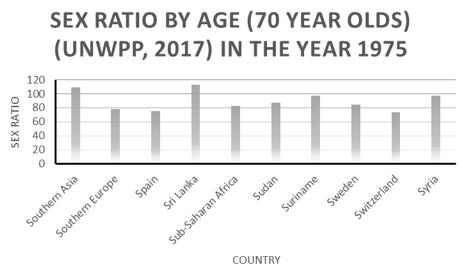 SEX RATIO BY AGE (70 YEAR OLDS)
(UNWPP, 2017) IN THE YEAR 1975
SEX RATIO
120
100
80
60
40
20
0
Southern Asia
Southern Europe
Spain
Sri Lanka
Sub-Saharan Africa
Sudan
Suriname
Sweden
Switzerland
Syria
COUNTRY